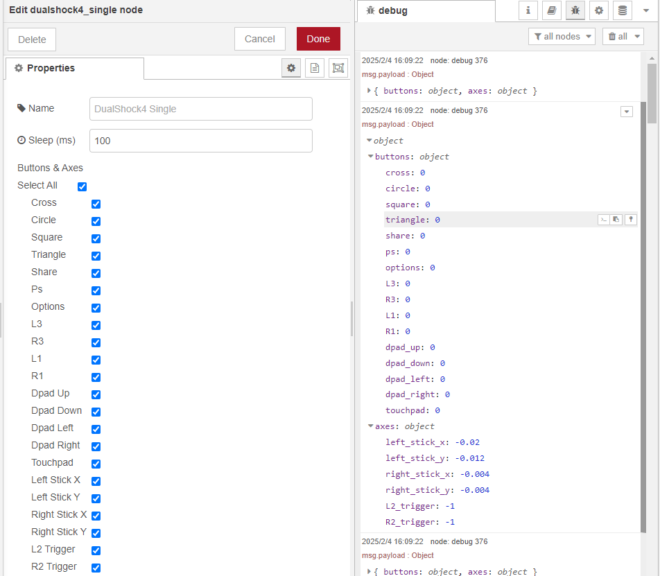 Edit dualshock4_single node
Delete
Cancel
Done
Properties
Name
DualShock4 Single
Sleep (ms)
100
Buttons & Axes
Select All
Cross
Circle
Square
Triangle
Share
Ps
Options
L3
R3
L1
R1
Dpad Up
Dpad Down
Dpad Left
Dpad Right
Touchpad
Left Stick X
Left Stick Y
Right Stick X
Right Stick Y
L2 Trigger
R2 Trigger
debug
all nodes
all
2025/2/4 16:09:22 node: debug 376
msg.payload : Object
{ buttons: object, axes: object }
2025/2/4 16:09:22 node: debug 376
msg.payload : Object
object
buttons: object
cross: 0
circle: 0
square: 0
triangle: 0
share: 0
ps: 0
options: 0
L3: 0
R3: 0
L1: 0
R1: 0
dpad_up: 0
dpad_down: 0
dpad_left: 0
dpad_right: 0
touchpad: 0
axes: object
left_stick_x: -0.02
left_stick_y: -0.012
right_stick_x: -0.004
right_stick_y: -0.004
L2_trigger: -1
R2_trigger: -1
2025/2/4 16:09:22 node: debug 376
msg.payload : Object
{ buttons: object, axes: object }